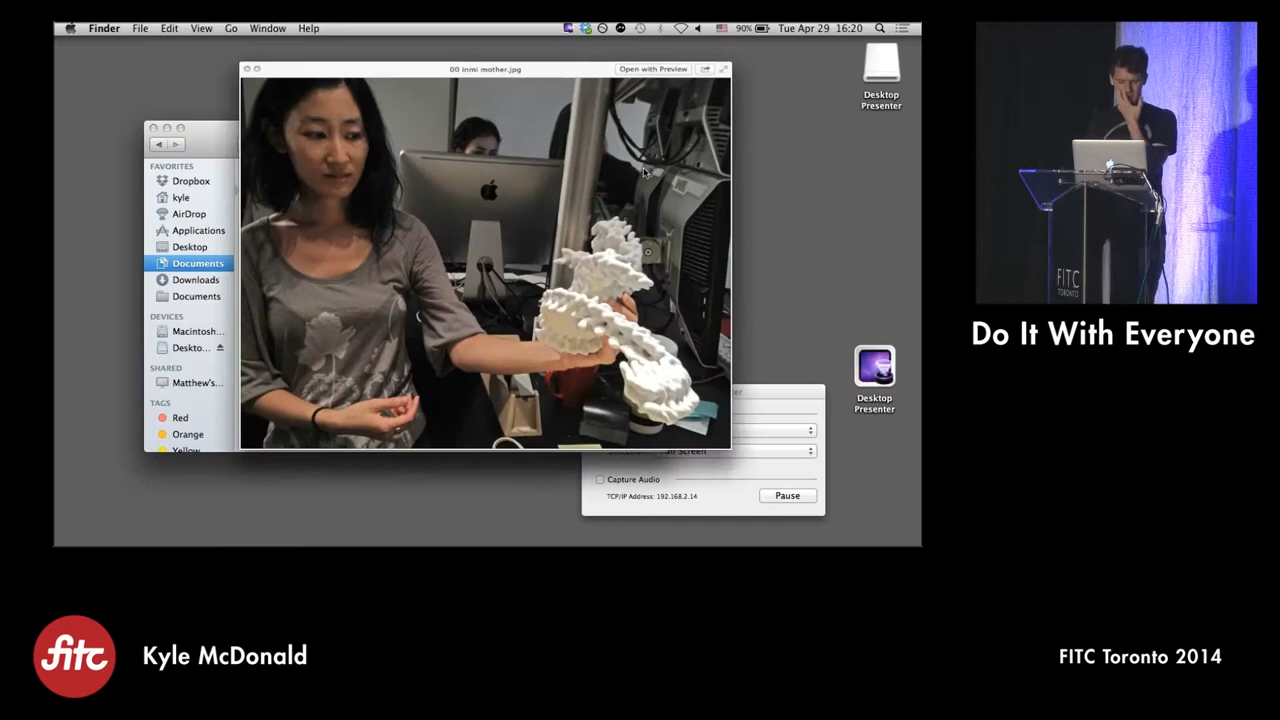 Finder File Edit View Go Window Help
90% Tue Apr 29 16:20
00 inmi mother.jpg
Open with Preview
Desktop
Presenter
FAVORITES
Dropbox
kyle
AirDrop
Applications
Desktop
Documents
Downloads
Documents
DEVICES
Macintosh...
Deskto...
SHARED
Matthew's...
TAGS
Red
Orange
Yellow
Desktop
Presenter
Screen
Capture Audio
TCP/IP Address: 192.168.2.14
Pause
FITC
TORONTO
Do It With Everyone
fitc
Kyle McDonald
FITC Toronto 2014